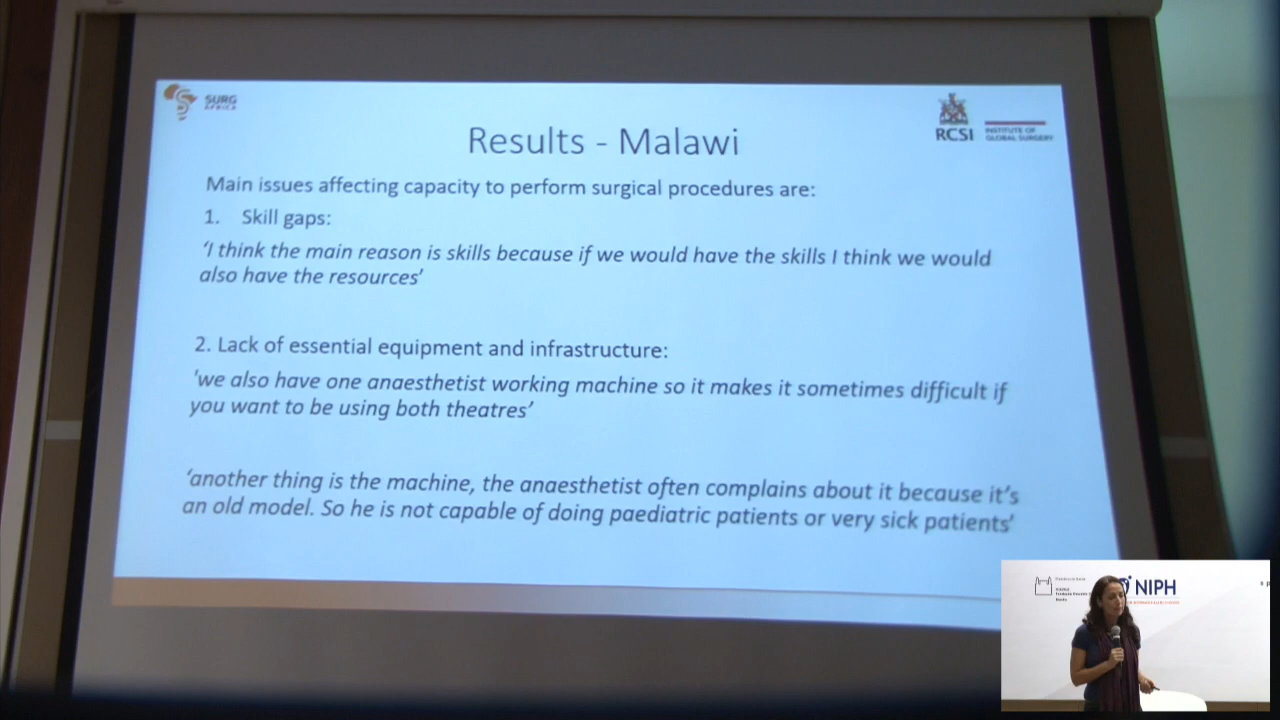 SURG
AFRICA
RCSI
INSTITUTE OF
GLOBAL SURGERY
Results - Malawi
Main issues affecting capacity to perform surgical procedures are:
1. Skill gaps:
‘I think the main reason is skills because if we would have the skills I think we would
also have the resources’
2. Lack of essential equipment and infrastructure:
'we also have one anaesthetist working machine so it makes it sometimes difficult if
you want to be using both theatres’
‘another thing is the machine, the anaesthetist often complains about it because it’s
an old model. So he is not capable of doing paediatric patients or very sick patients’
NIPH